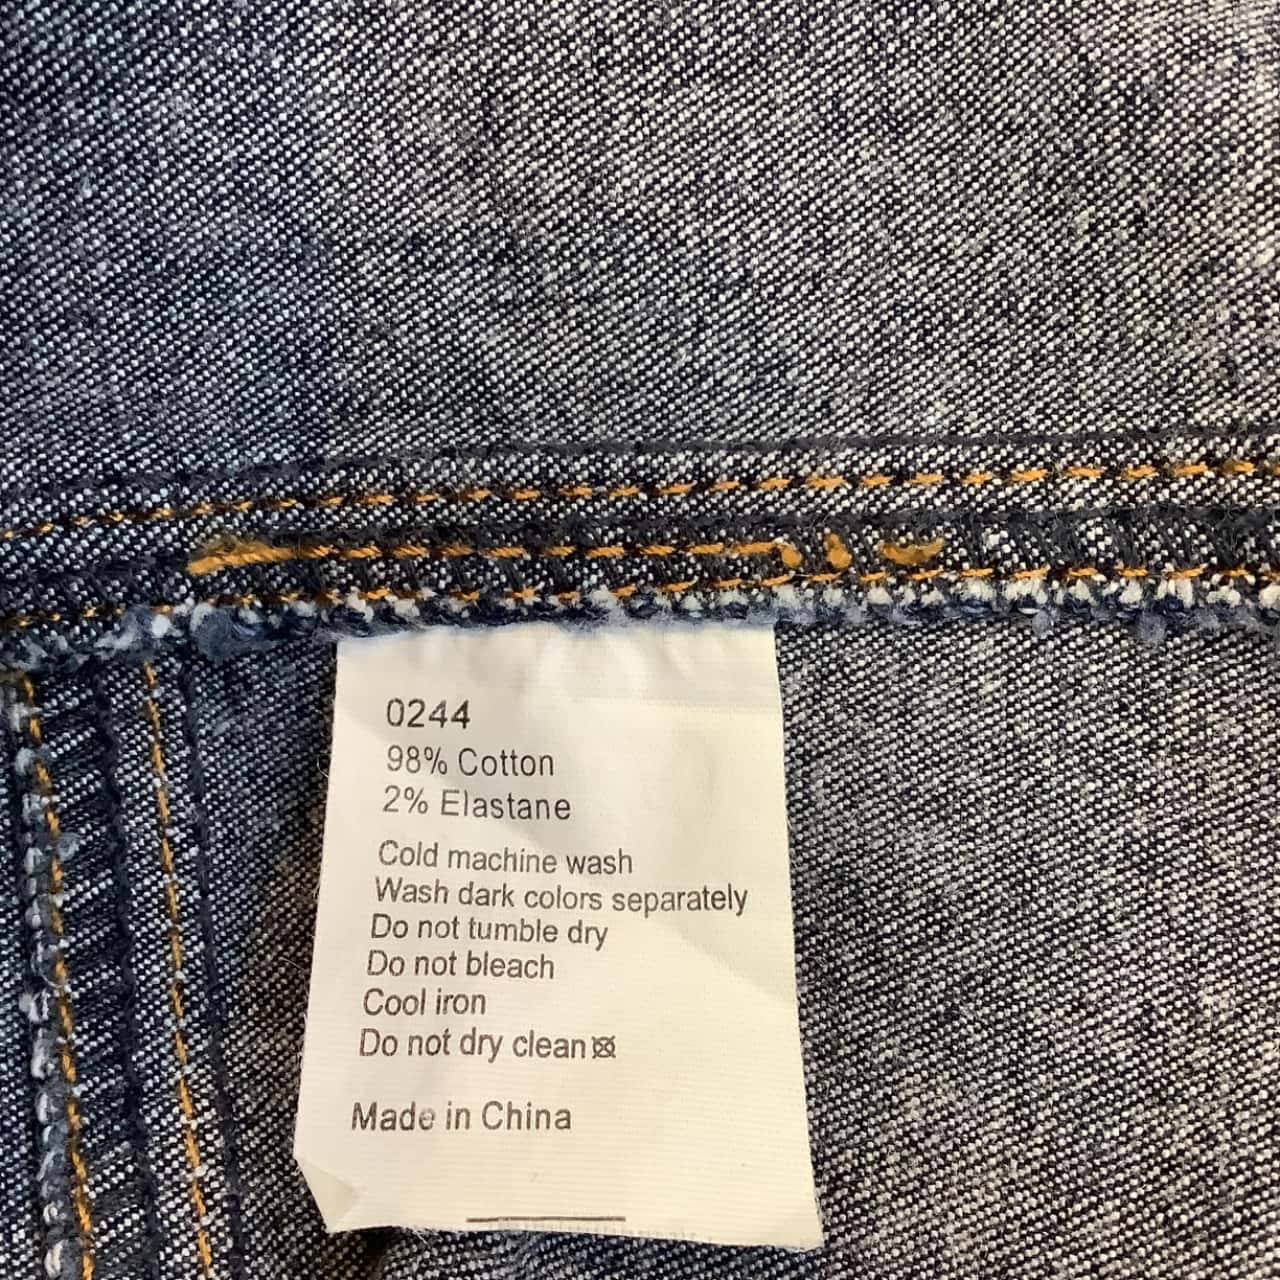 0244
98% Cotton
2% Elastane
Cold machine wash
Wash dark colors separately
Do not tumble dry
Do not bleach
Cool iron
Do not dry clean
Made in China